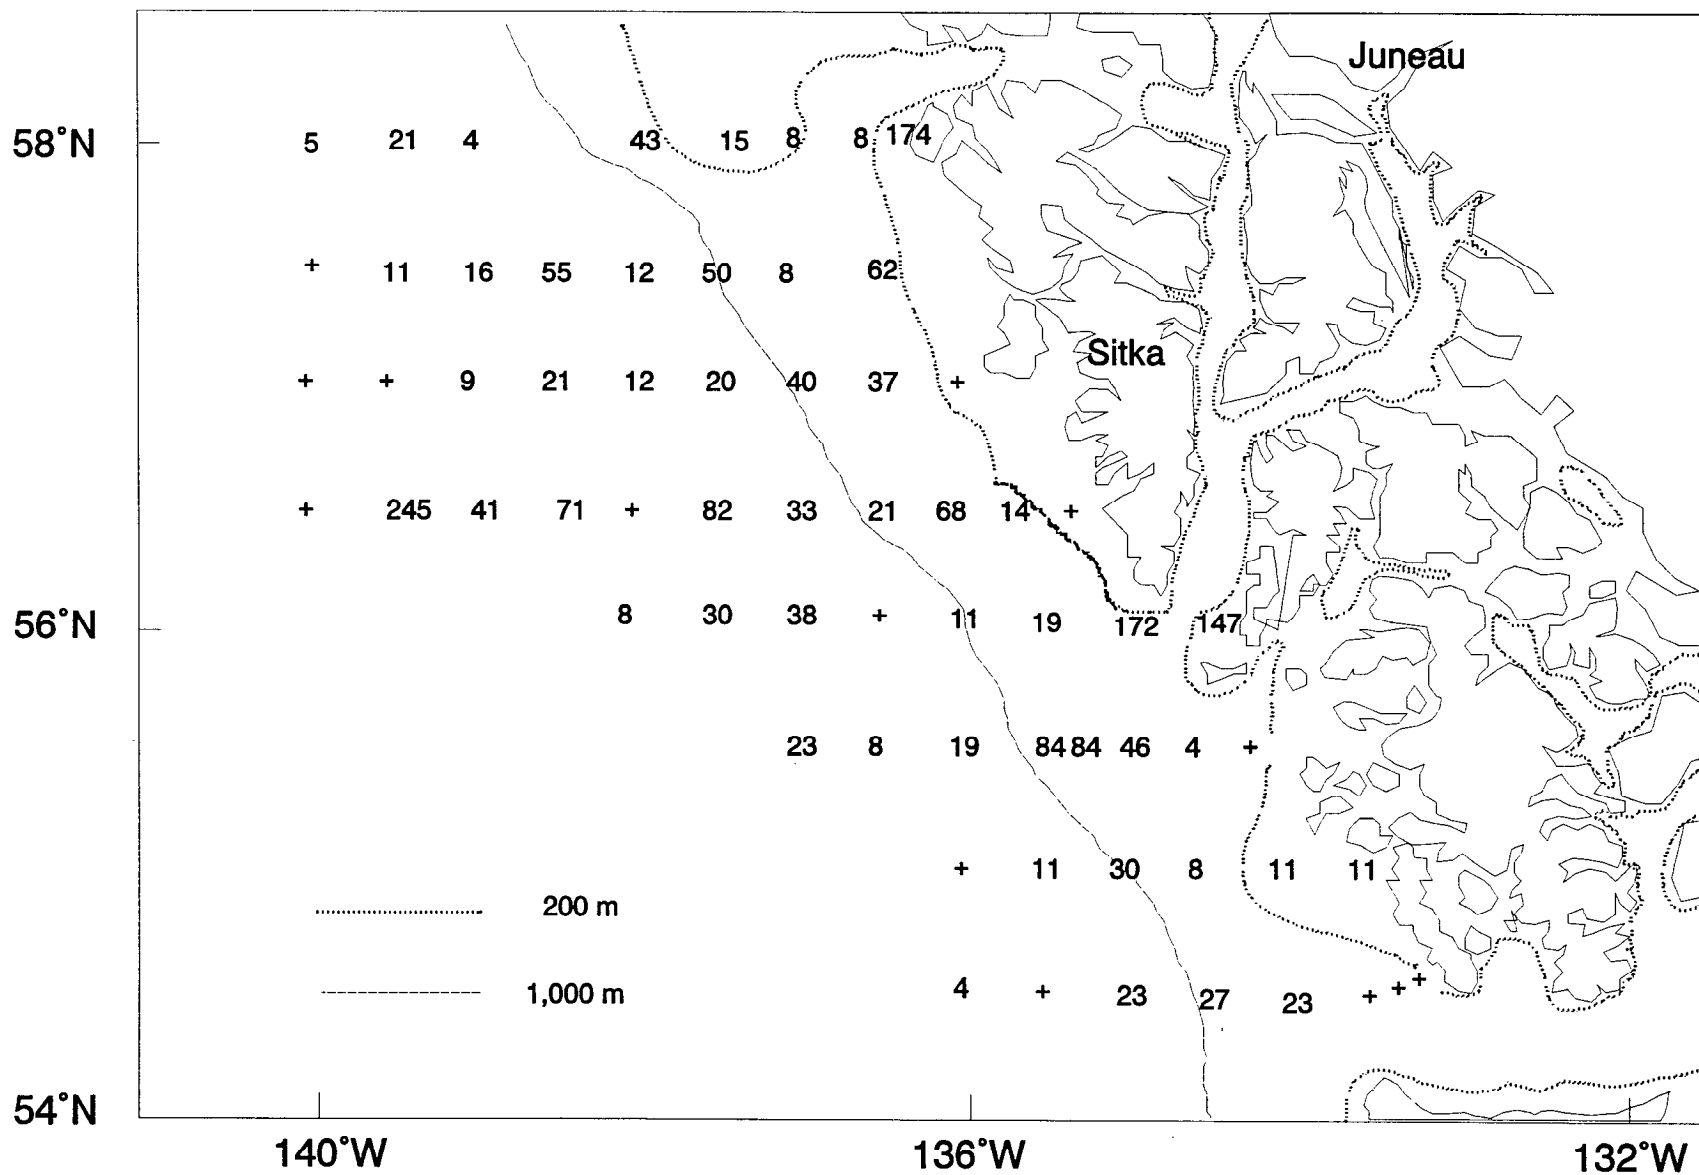 Juneau
58°N 5 21 4 43 15 8 8 174
+ 11 16 55 12 50 8 62
Sitka
+ + 9 21 12 20 40 37 +
+ 245 41 71 + 82 33 21 68 14 +
56°N 8 30 38 + 11 19 172 147
23 8 19 84 84 46 4 +
+ 11 30 8 11 11
200 m
4 + 23 27 23 + + +
1,000 m
54°N
140°W 136°W 132°W